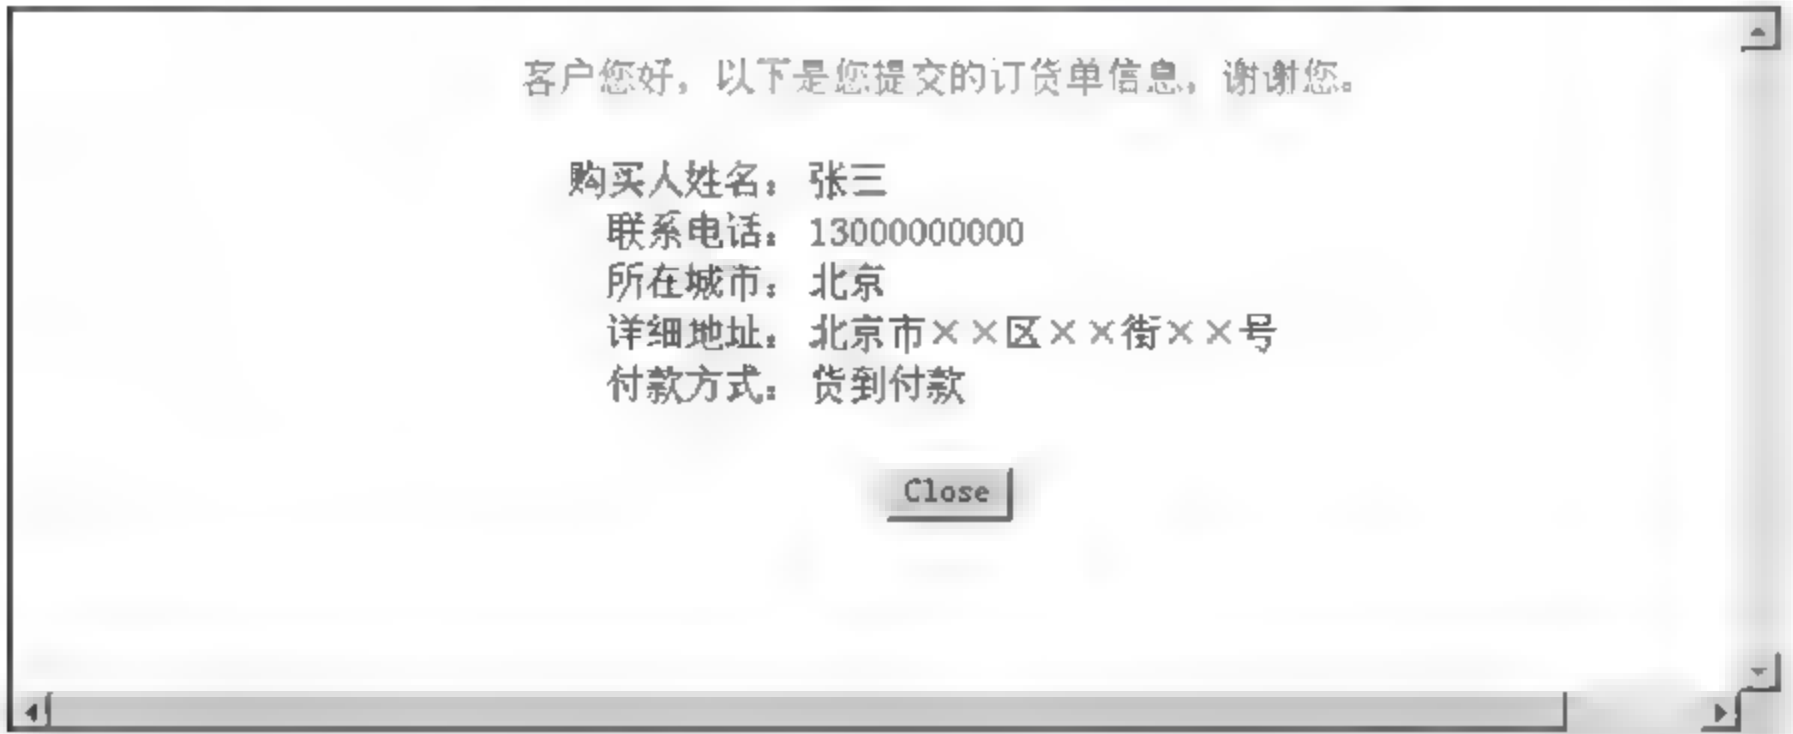 客户您好，以下是您提交的订货单信息，谢谢您。
购买人姓名：张三
联系电话：13000000000
所在城市：北京
详细地址：北京市××区××街××号
付款方式：货到付款
Close